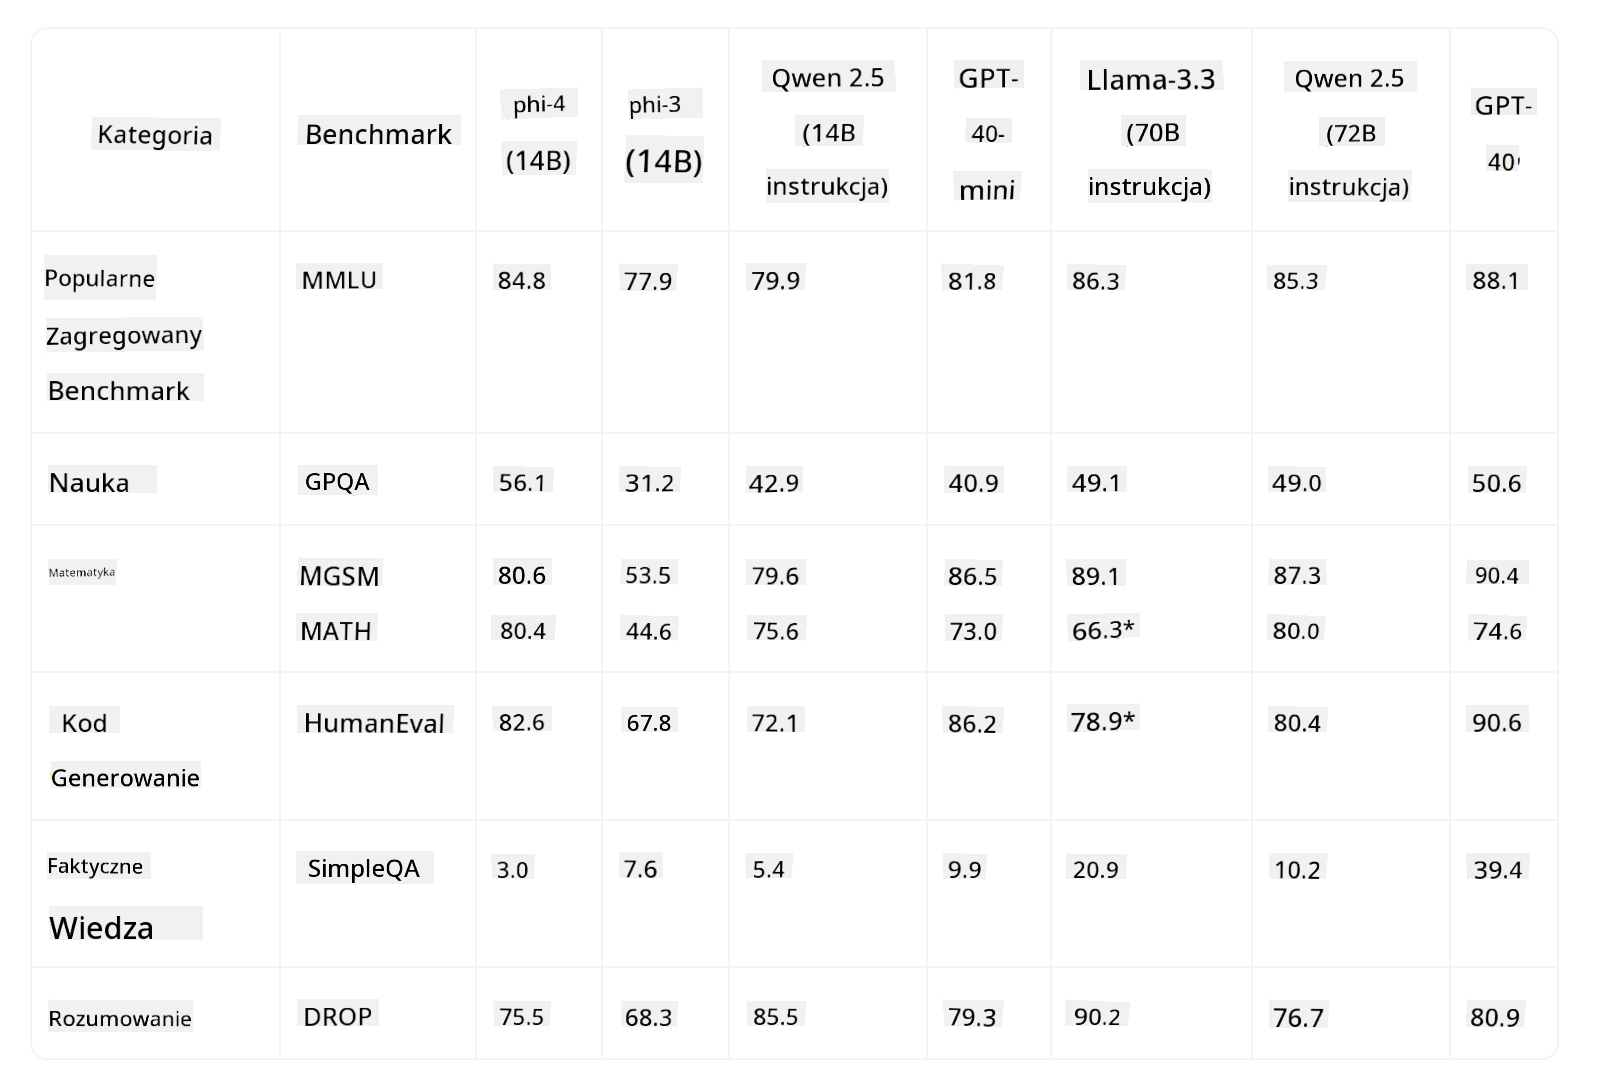 Kategoria Benchmark phi-4 (14B) phi-3 (14B) Qwen 2.5 (14B instrukcja) GPT-40-mini Llama-3.3 (70B instrukcja) Qwen 2.5 (72B instrukcja) GPT-40
Popularne MMLU 84.8 77.9 79.9 81.8 86.3 85.3 88.1
Zagregowany
Benchmark
Nauka GPQA 56.1 31.2 42.9 40.9 49.1 49.0 50.6
Matematyka MGSM 80.6 53.5 79.6 86.5 89.1 87.3 90.4
MATH 80.4 44.6 75.6 73.0 66.3* 80.0 74.6
Kod HumanEval 82.6 67.8 72.1 86.2 78.9* 80.4 90.6
Generowanie
Faktyczne SimpleQA 3.0 7.6 5.4 9.9 20.9 10.2 39.4
Wiedza
Rozumowanie DROP 75.5 68.3 85.5 79.3 90.2 76.7 80.9